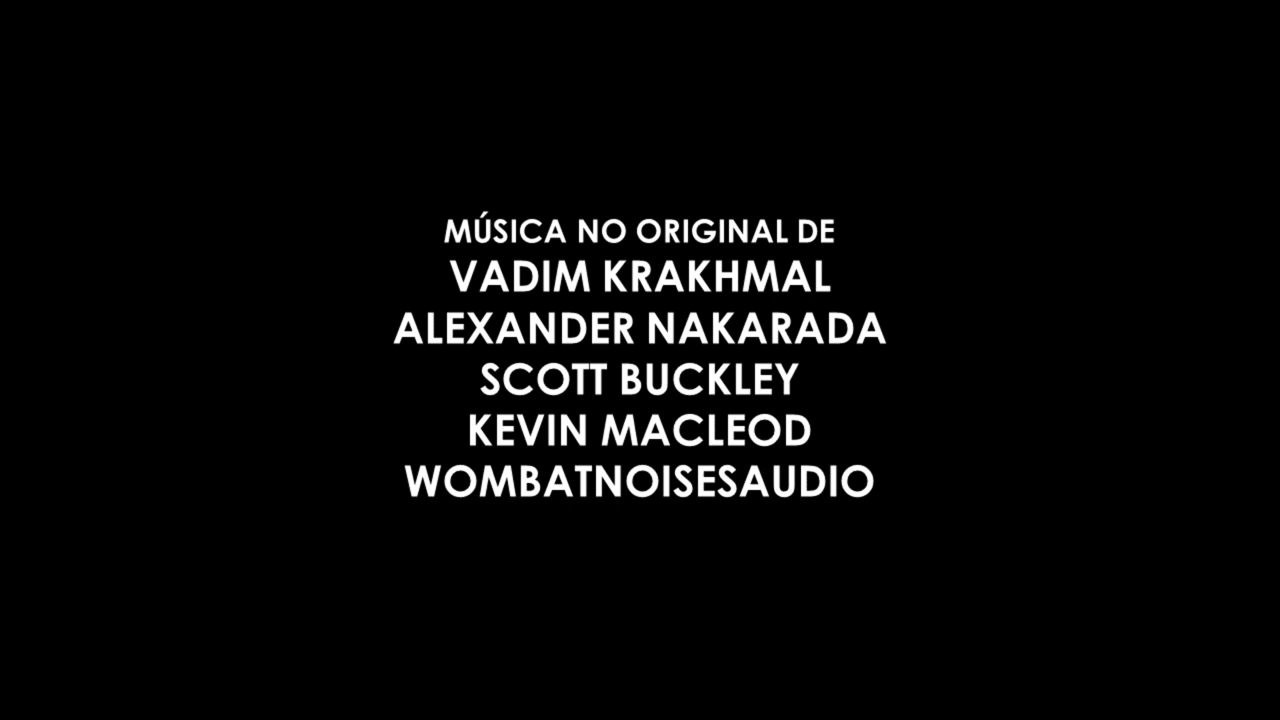 MÚSICA NO ORIGINAL DE
VADIM KRAKHMAL
ALEXANDER NAKARADA
SCOTT BUCKLEY
KEVIN MACLEOD
WOMBATNOISESAUDIO